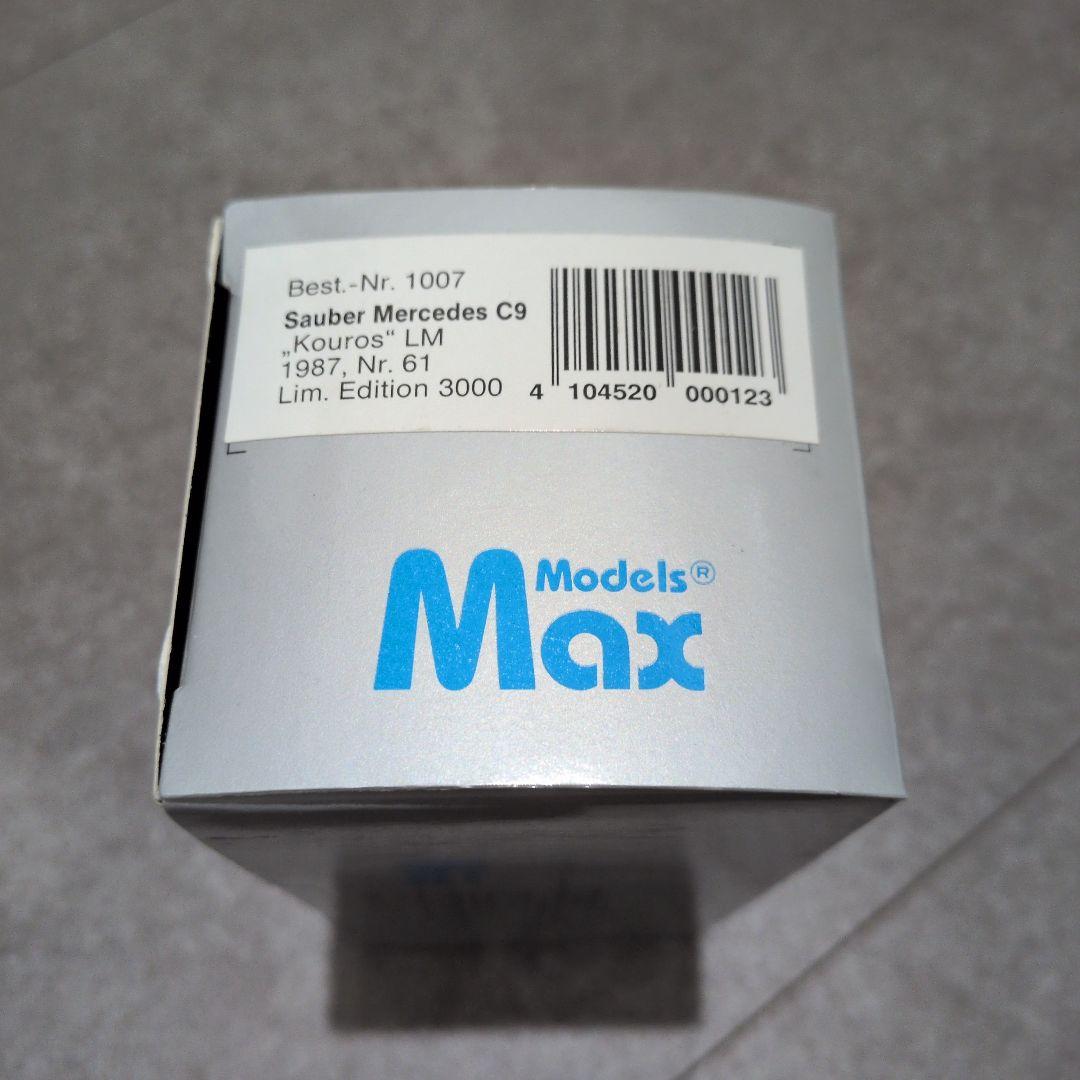 Best.-Nr. 1007
Sauber Mercedes C9
„Kouros“ LM
1987, Nr. 61
Lim. Edition 3000
4 104520 000123
Models®
Max